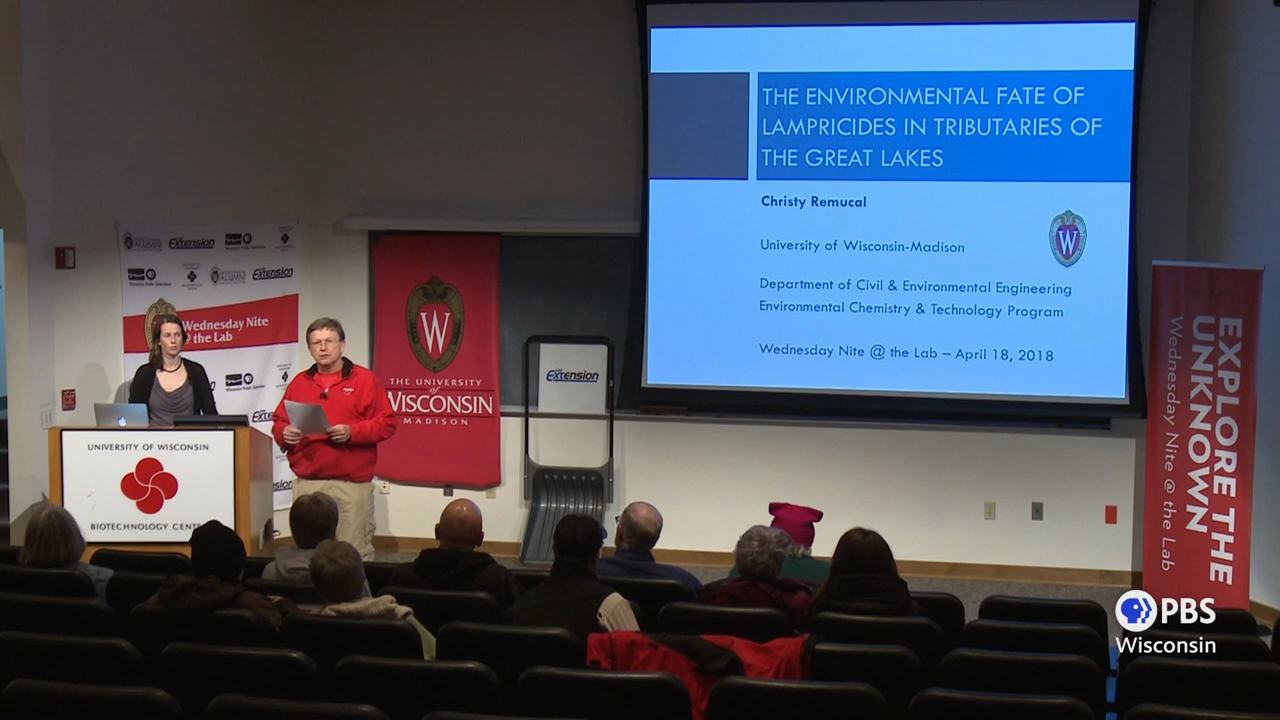 THE ENVIRONMENTAL FATE OF
LAMPRICIDES IN TRIBUTARIES OF
THE GREAT LAKES
Christy Remucal
University of Wisconsin-Madison
W
Department of Civil & Environmental Engineering
Environmental Chemistry & Technology Program
Wednesday Nite @ the Lab – April 18, 2018
ALUMNI
Extension
Extension
Wednesday Nite
@ the Lab
W
THE UNIVERSITY
of
WISCONSIN
MADISON
Extension
UNIVERSITY OF WISCONSIN
BIOTECHNOLOGY CENT
EXPLORE THE
UNKNOWN
Wednesday Nite @ the Lab
PBS
Wisconsin